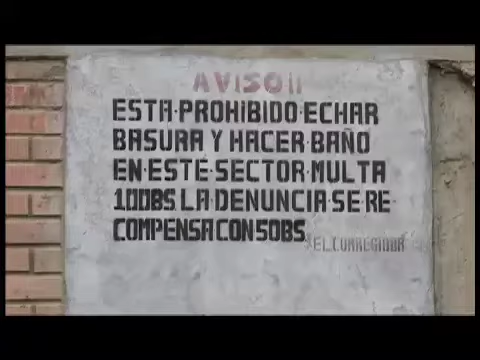 AVISO¡¡
ESTA·PROHIBIDO·ECHAR
BASURA Y HACER·BAÑO
EN·ESTE·SECTOR·MULTA
100BS. LA DENUNCIA·SE·RE·
COMPENSA CON 50BS.
EL CORREGIDOR